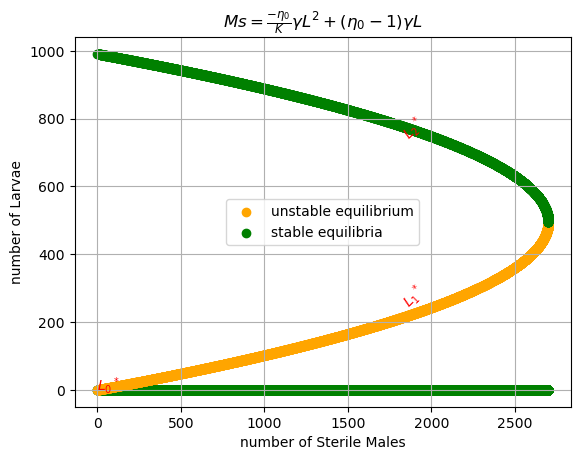 $Ms = \frac{-\eta_0}{K}\gamma L^2 + (\eta_0 - 1)\gamma L$
number of Larvae
1000
800
600
400
200
0
unstable equilibrium
stable equilibria
$L_1^*$
$L_0^*$
0 500 1000 1500 2000 2500
number of Sterile Males